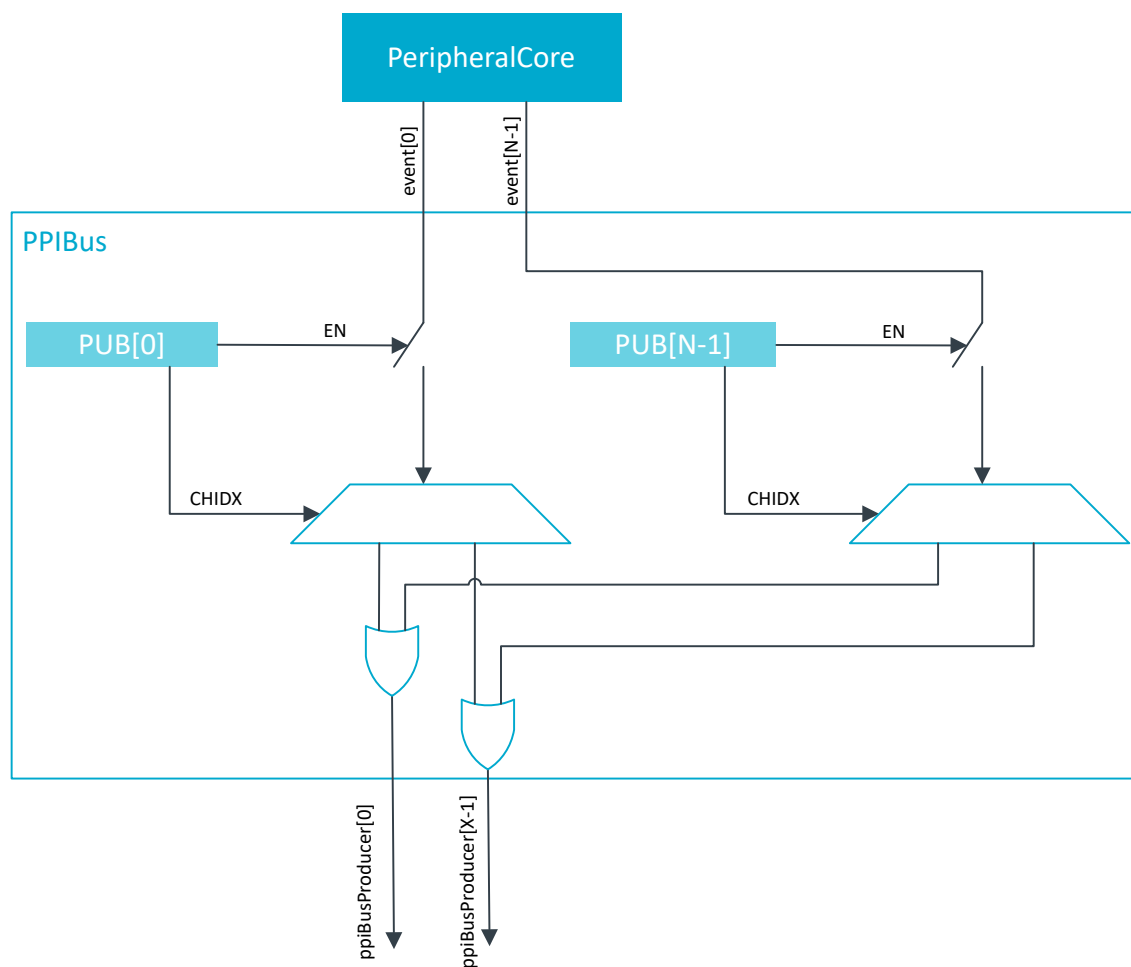 PeripheralCore
event[0]
event[N-1]
PPIBus
PUB[0]
EN
PUB[N-1]
EN
CHIDX
CHIDX
ppiBusProducer[0]
ppiBusProducer[X-1]